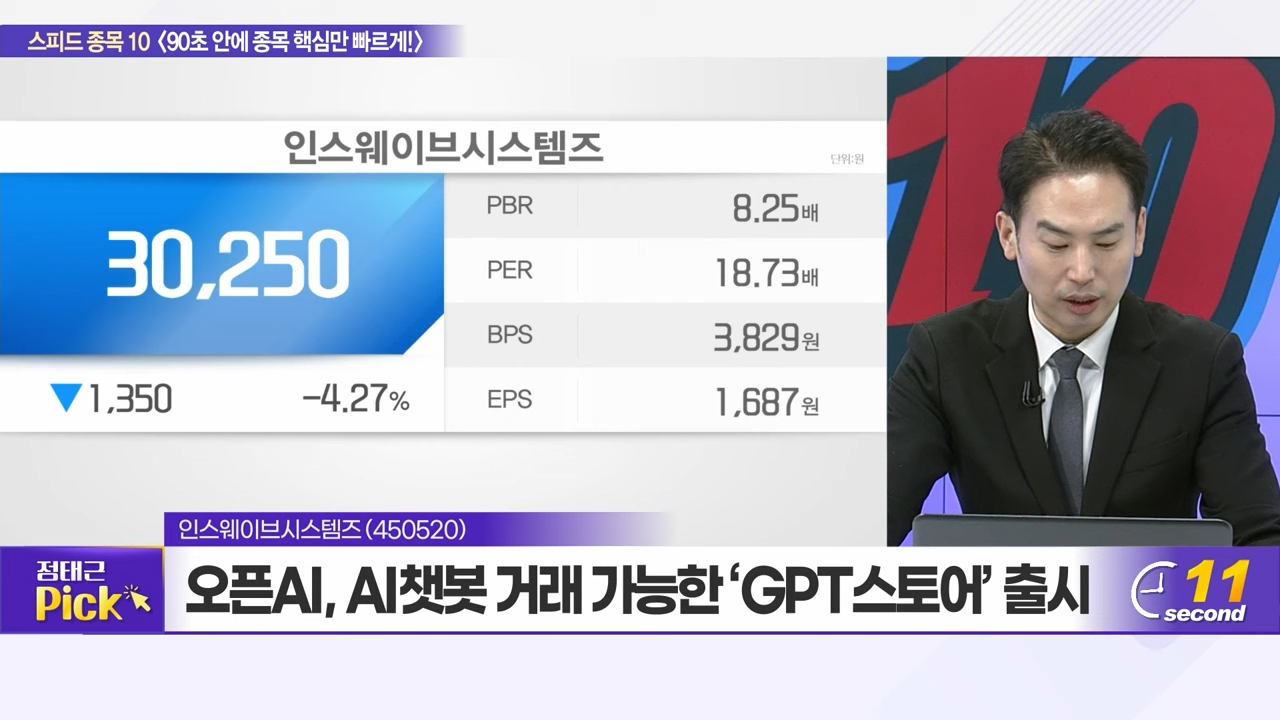 스피드 종목 10 〈90초 안에 종목 핵심만 빠르게!〉
인스웨이브시스템즈
단위:원
30,250
▼1,350 -4.27%
PBR 8.25배
PER 18.73배
BPS 3,829원
EPS 1,687원
10
인스웨이브시스템즈 (450520)
정태근
Pick
오픈AI, AI챗봇 거래 가능한 ‘GPT스토어’ 출시
11
second